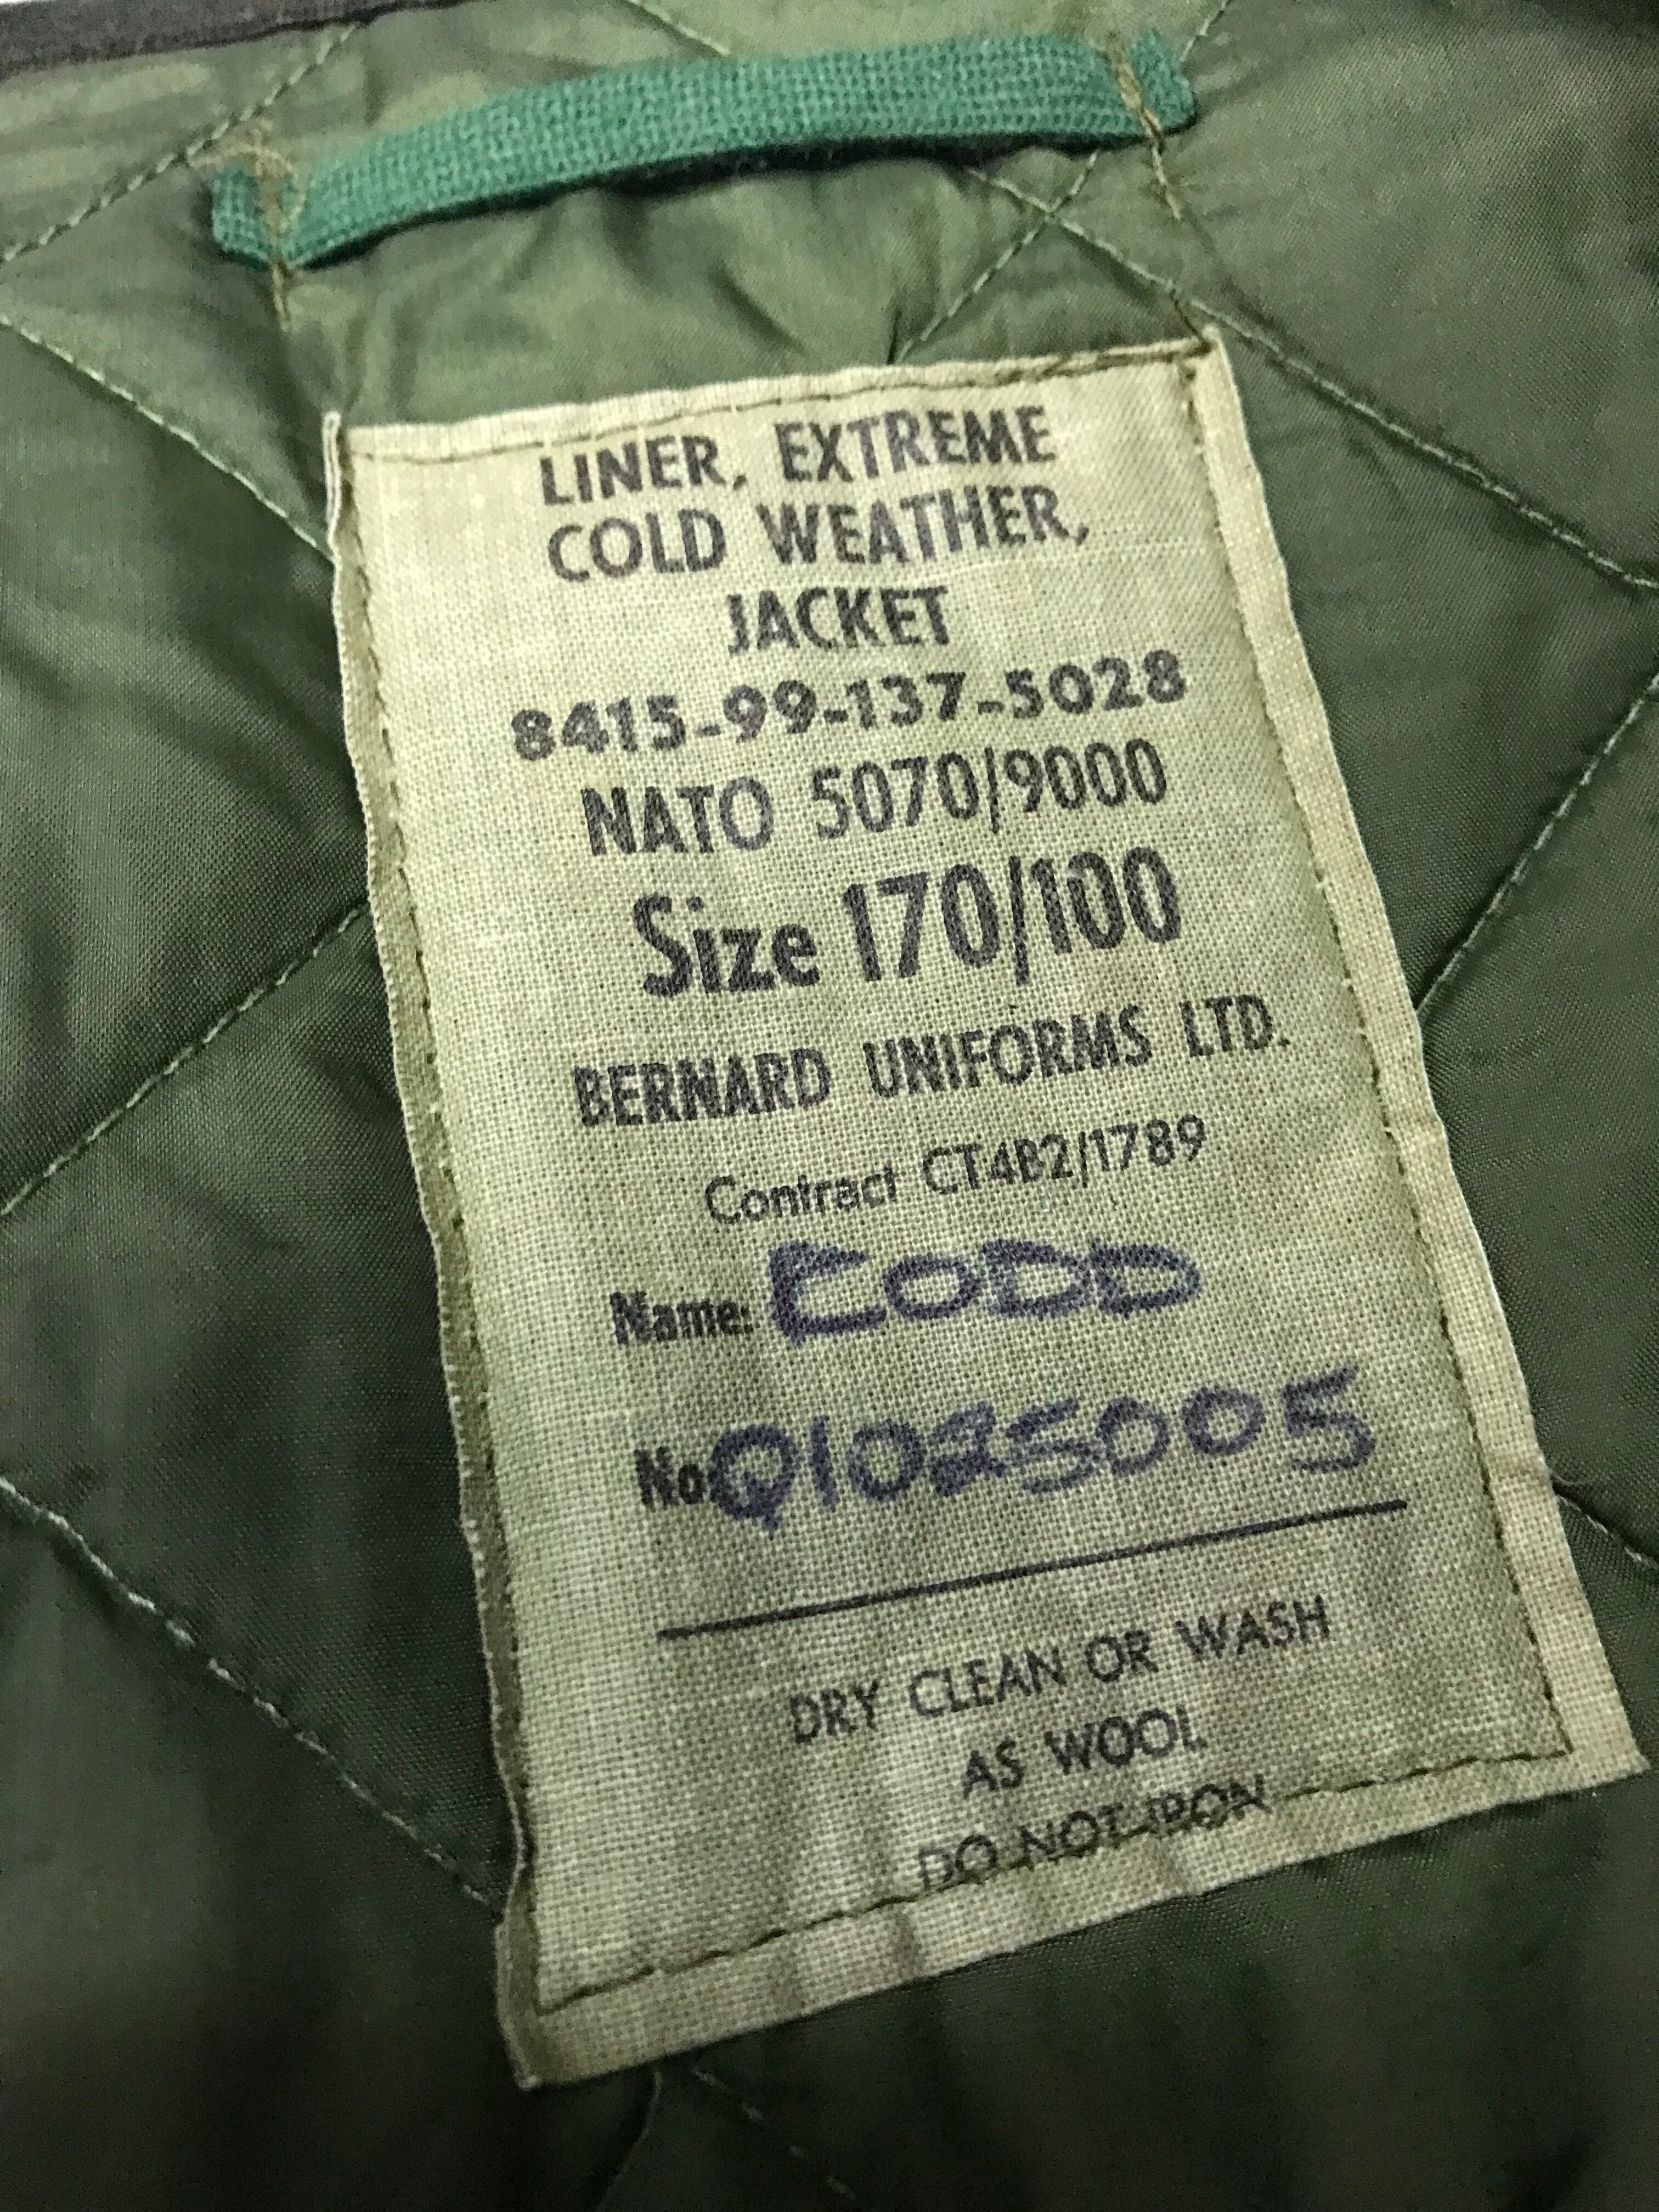 LINER, EXTREME
COLD WEATHER,
JACKET
8415-99-137-5028
NATO 5070/9000
Size 170/100
BERNARD UNIFORMS LTD.
Contract CT4B2/1789
Name: CODD
No: Q1025005
DRY CLEAN OR WASH
AS WOOL
DO NOT IRON